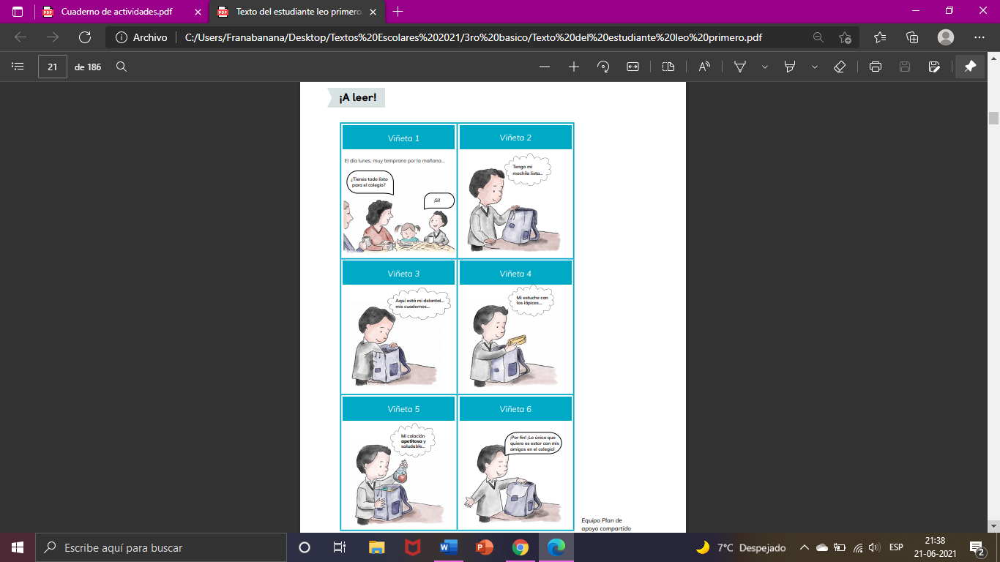 Cuaderno de actividades.pdf
Texto del estudiante leo primero.
Archivo
C:/Users/Franabanana/Desktop/Textos%20Escolares%202021/3ro%20basico/Texto%20del%20estudiante%20leo%20primero.pdf
21
de 186
¡A leer!
Viñeta 1
El día lunes, muy temprano por la mañana...
¿Tienes todo listo
para el colegio?
¡Sí!
Viñeta 2
Tengo mi
mochila lista...
Viñeta 3
Aquí está mi delantal...
mis cuadernos...
Viñeta 4
Mi estuche con
los lápices...
Viñeta 5
Mi colación
apetitosa y
saludable...
Viñeta 6
¡Por fin! ¡Lo único que
quiero es estar con mis
amigos en el colegio!
Equipo Plan de
apoyo compartido
Escribe aquí para buscar
7°C Despejado
ESP
21:38
21-06-2021
2